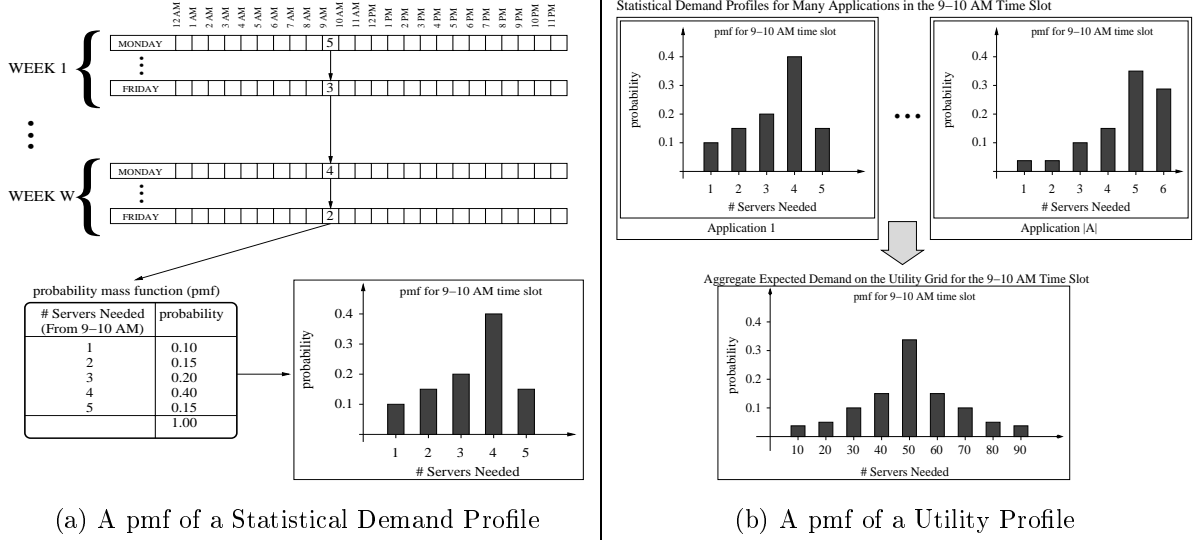 12 AM 1 AM 2 AM 3 AM 4 AM 5 AM 6 AM 7 AM 8 AM 9 AM 10 AM 11 AM 12 PM 1 PM 2 PM 3 PM 4 PM 5 PM 6 PM 7 PM 8 PM 9 PM 10 PM 11 PM
WEEK 1
MONDAY
5
FRIDAY
3
WEEK W
MONDAY
4
FRIDAY
2
probability mass function (pmf)
# Servers Needed probability
(From 9–10 AM)
1 0.10
2 0.15
3 0.20
4 0.40
5 0.15
1.00
pmf for 9–10 AM time slot
probability
0.4
0.3
0.2
0.1
1 2 3 4 5
# Servers Needed
(a) A pmf of a Statistical Demand Profile
Statistical Demand Profiles for Many Applications in the 9–10 AM Time Slot
pmf for 9–10 AM time slot
probability
0.4
0.3
0.2
0.1
1 2 3 4 5
# Servers Needed
Application 1
pmf for 9–10 AM time slot
probability
0.4
0.3
0.2
0.1
1 2 3 4 5 6
# Servers Needed
Application |A|
Aggregate Expected Demand on the Utility Grid for the 9–10 AM Time Slot
pmf for 9–10 AM time slot
probability
0.4
0.3
0.2
0.1
10 20 30 40 50 60 70 80 90
# Servers Needed
(b) A pmf of a Utility Profile